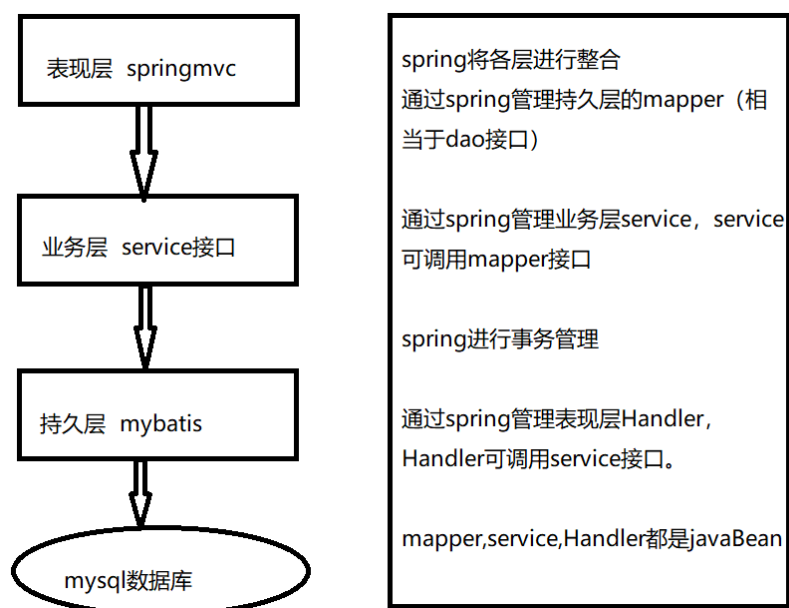 表现层 springmvc
业务层 service接口
持久层 mybatis
mysql数据库
spring将各层进行整合
通过spring管理持久层的mapper（相
当于dao接口）
通过spring管理业务层service，service
可调用mapper接口
spring进行事务管理
通过spring管理表现层Handler，
Handler可调用service接口。
mapper,service,Handler都是javaBean